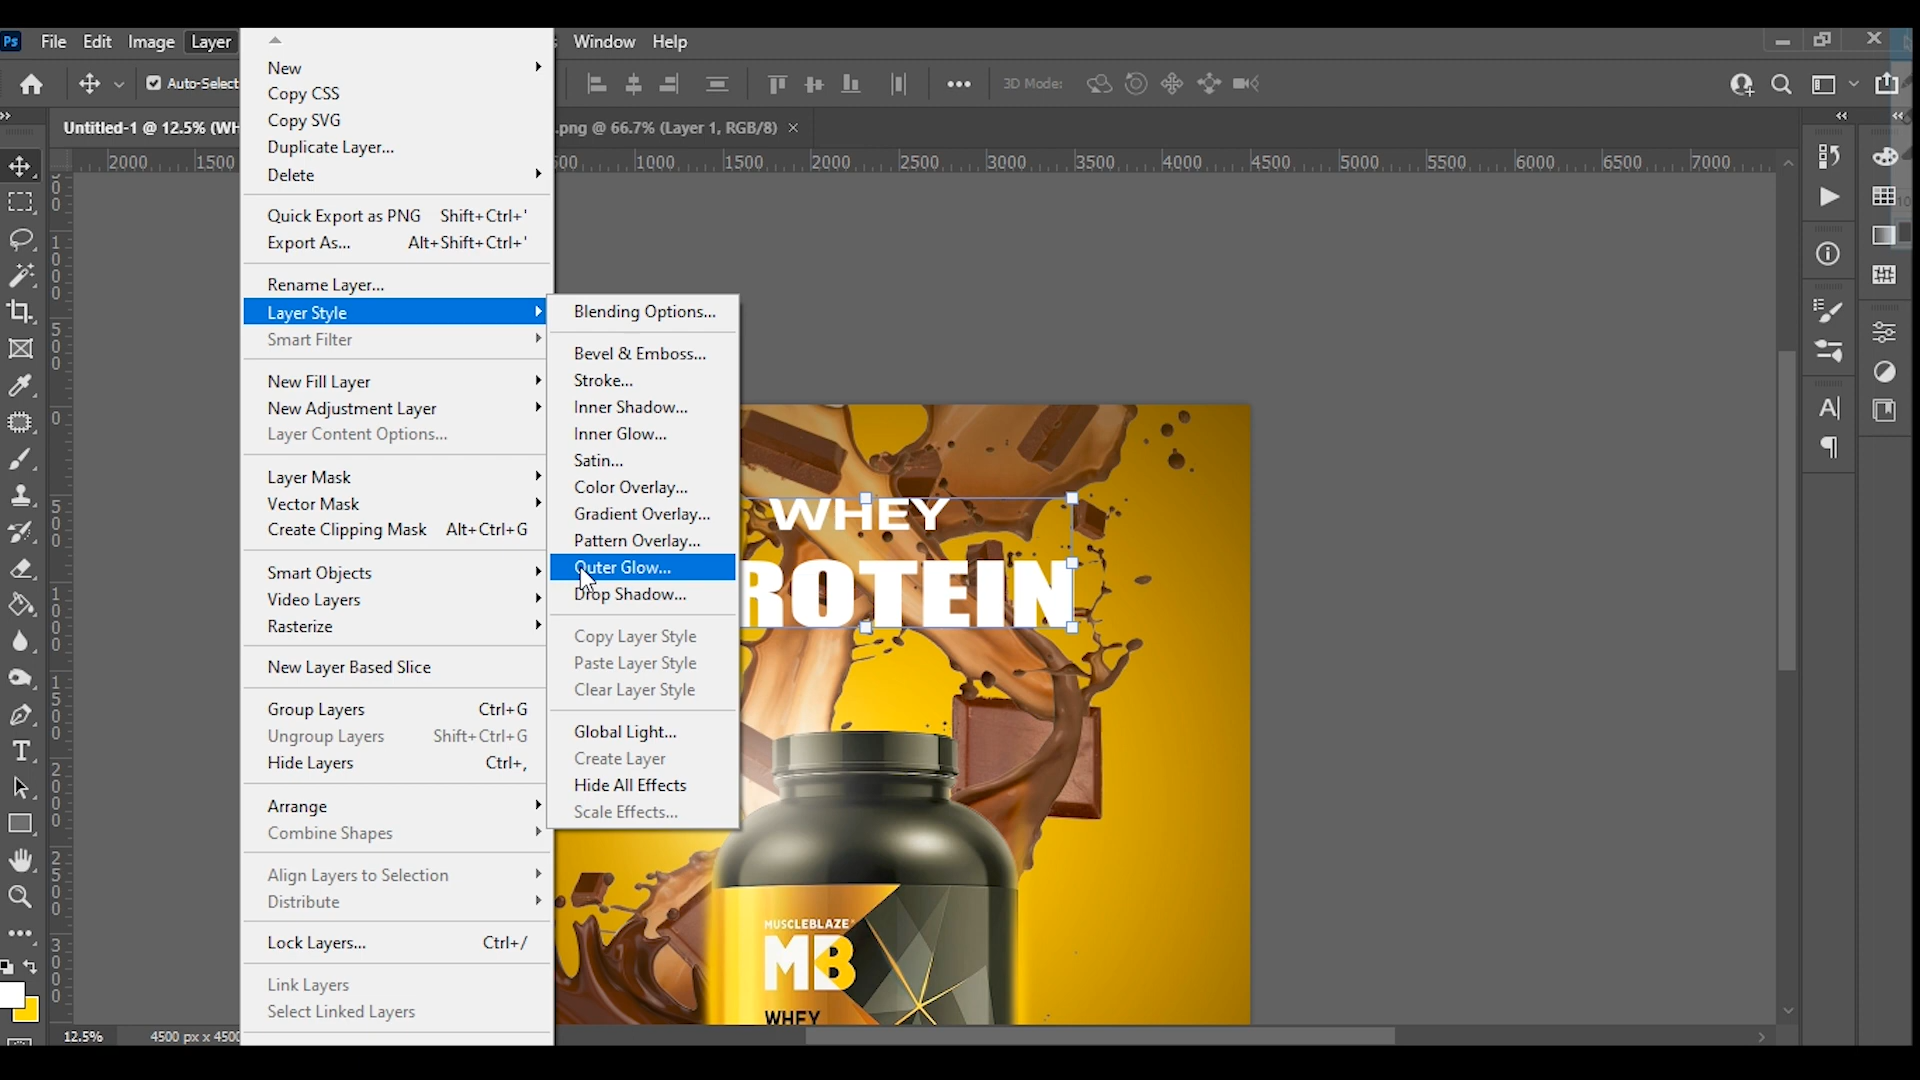 Ps File Edit Image Layer Window Help
Auto-Select 3D Mode:
Untitled-1 @ 12.5% (WH .png @ 66.7% (Layer 1, RGB/8)
2000 1500 500 1000 1500 2000 2500 3000 3500 4000 4500 5000 5500 6000 6500 7000
New
Copy CSS
Copy SVG
Duplicate Layer...
Delete
Quick Export as PNG Shift+Ctrl+'
Export As... Alt+Shift+Ctrl+'
Rename Layer...
Layer Style
Smart Filter
New Fill Layer
New Adjustment Layer
Layer Content Options...
Layer Mask
Vector Mask
Create Clipping Mask Alt+Ctrl+G
Smart Objects
Video Layers
Rasterize
New Layer Based Slice
Group Layers Ctrl+G
Ungroup Layers Shift+Ctrl+G
Hide Layers Ctrl+,
Arrange
Combine Shapes
Align Layers to Selection
Distribute
Lock Layers... Ctrl+/
Link Layers
Select Linked Layers
Blending Options...
Bevel & Emboss...
Stroke...
Inner Shadow...
Inner Glow...
Satin...
Color Overlay...
Gradient Overlay...
Pattern Overlay...
Outer Glow...
Drop Shadow...
Copy Layer Style
Paste Layer Style
Clear Layer Style
Global Light...
Create Layer
Hide All Effects
Scale Effects...
WHEY
ROTEIN
MUSCLEBLAZE
MB
WHEY
12.5% 4500 px x 4500